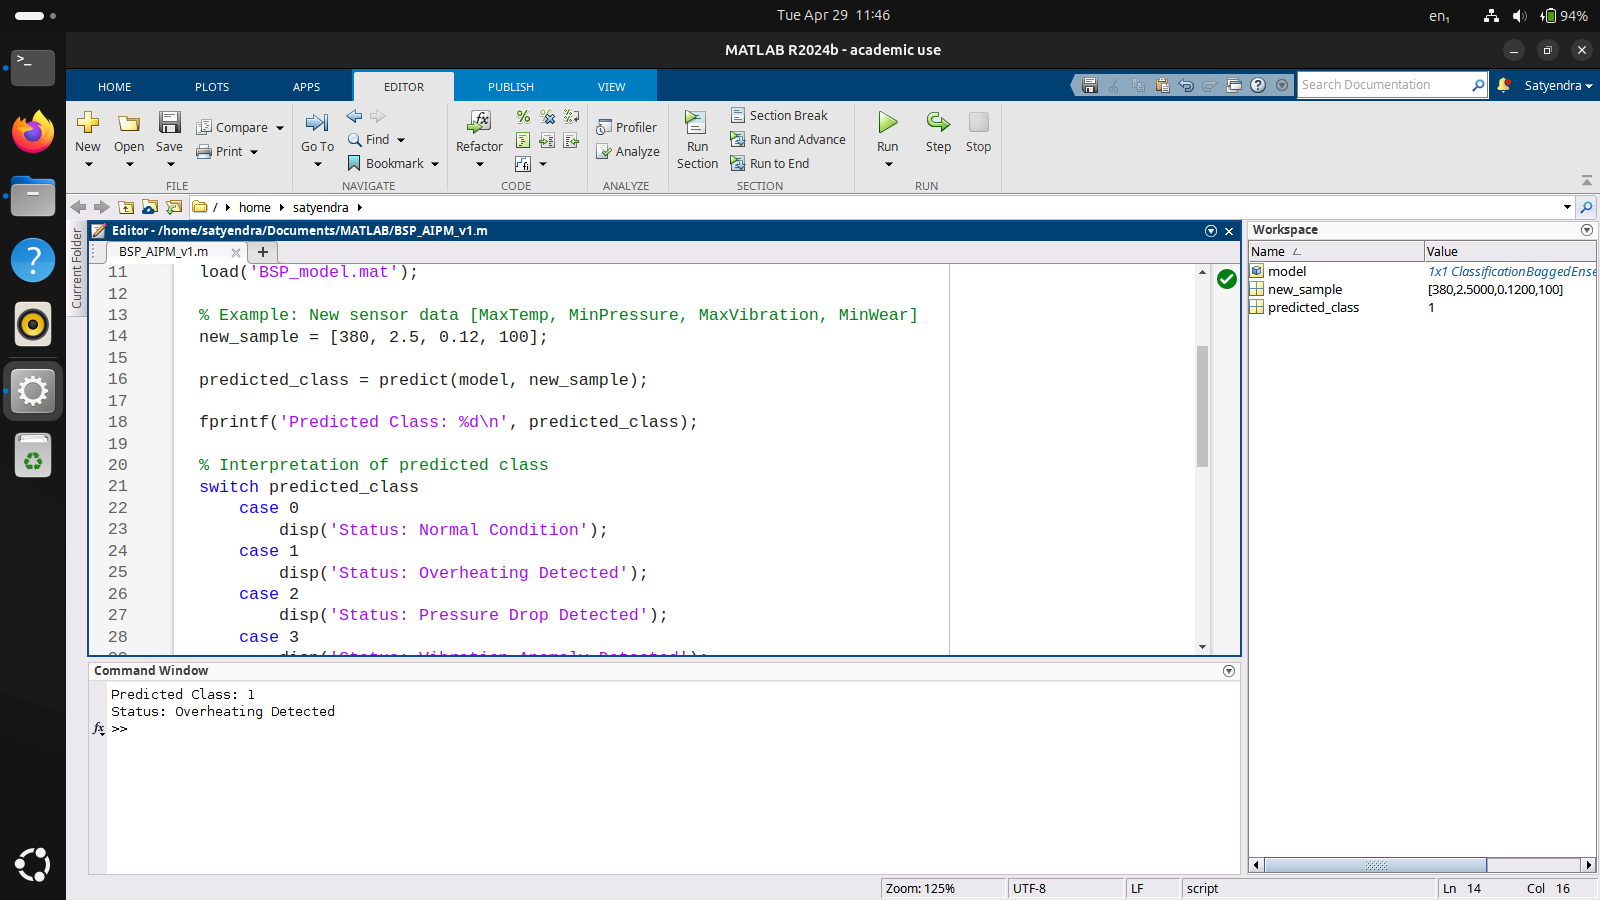 Tue Apr 29 11:46
en₁
94%
MATLAB R2024b - academic use
HOME
PLOTS
APPS
EDITOR
PUBLISH
VIEW
Search Documentation
Satyendra
New
Open
Save
Compare
Print
FILE
Go To
Find
Bookmark
NAVIGATE
Refactor
CODE
Profiler
Analyze
ANALYZE
Run Section
Section Break
Run and Advance
Run to End
SECTION
Run
Step
Stop
RUN
/ home satyendra
Current Folder
Editor - /home/satyendra/Documents/MATLAB/BSP_AIPM_v1.m
BSP_AIPM_v1.m
11 load('BSP_model.mat');
12
13 % Example: New sensor data [MaxTemp, MinPressure, MaxVibration, MinWear]
14 new_sample = [380, 2.5, 0.12, 100];
15
16 predicted_class = predict(model, new_sample);
17
18 fprintf('Predicted Class: %d\n', predicted_class);
19
20 % Interpretation of predicted class
21 switch predicted_class
22 case 0
23 disp('Status: Normal Condition');
24 case 1
25 disp('Status: Overheating Detected');
26 case 2
27 disp('Status: Pressure Drop Detected');
28 case 3
29 disp('Status: Vibration Anomaly Detected');
Command Window
Predicted Class: 1
Status: Overheating Detected
fx >>
Workspace
Name Value
model 1x1 ClassificationBaggedEnse
new_sample [380,2.5000,0.1200,100]
predicted_class 1
Zoom: 125%
UTF-8
LF
script
Ln 14 Col 16